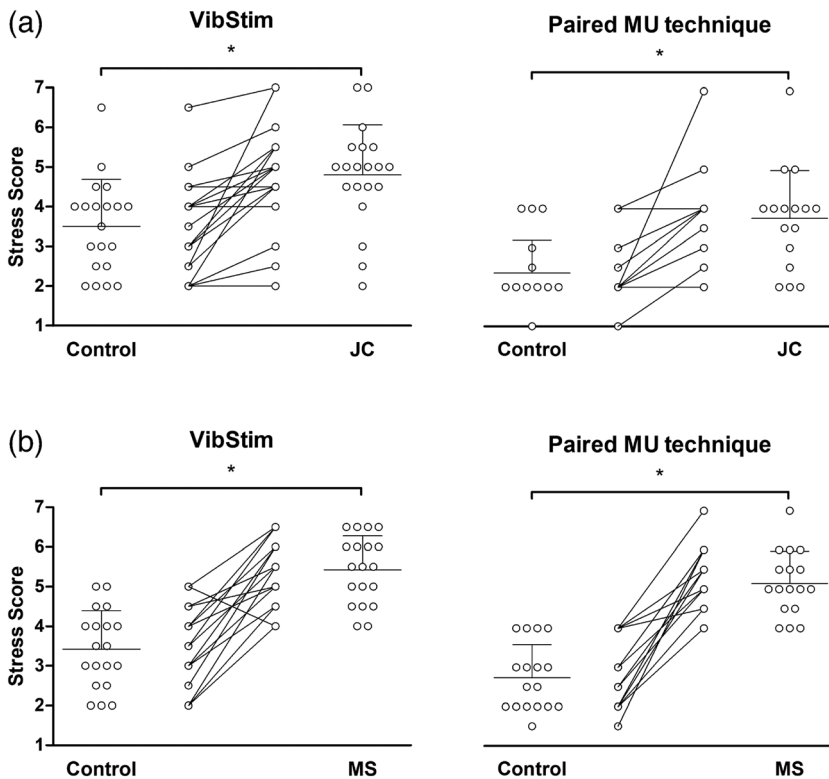 (a)
VibStim
*
Stress Score
7
6
5
4
3
2
1
Control
JC
Paired MU technique
*
Control
JC
(b)
VibStim
*
Stress Score
7
6
5
4
3
2
1
Control
MS
Paired MU technique
*
Control
MS